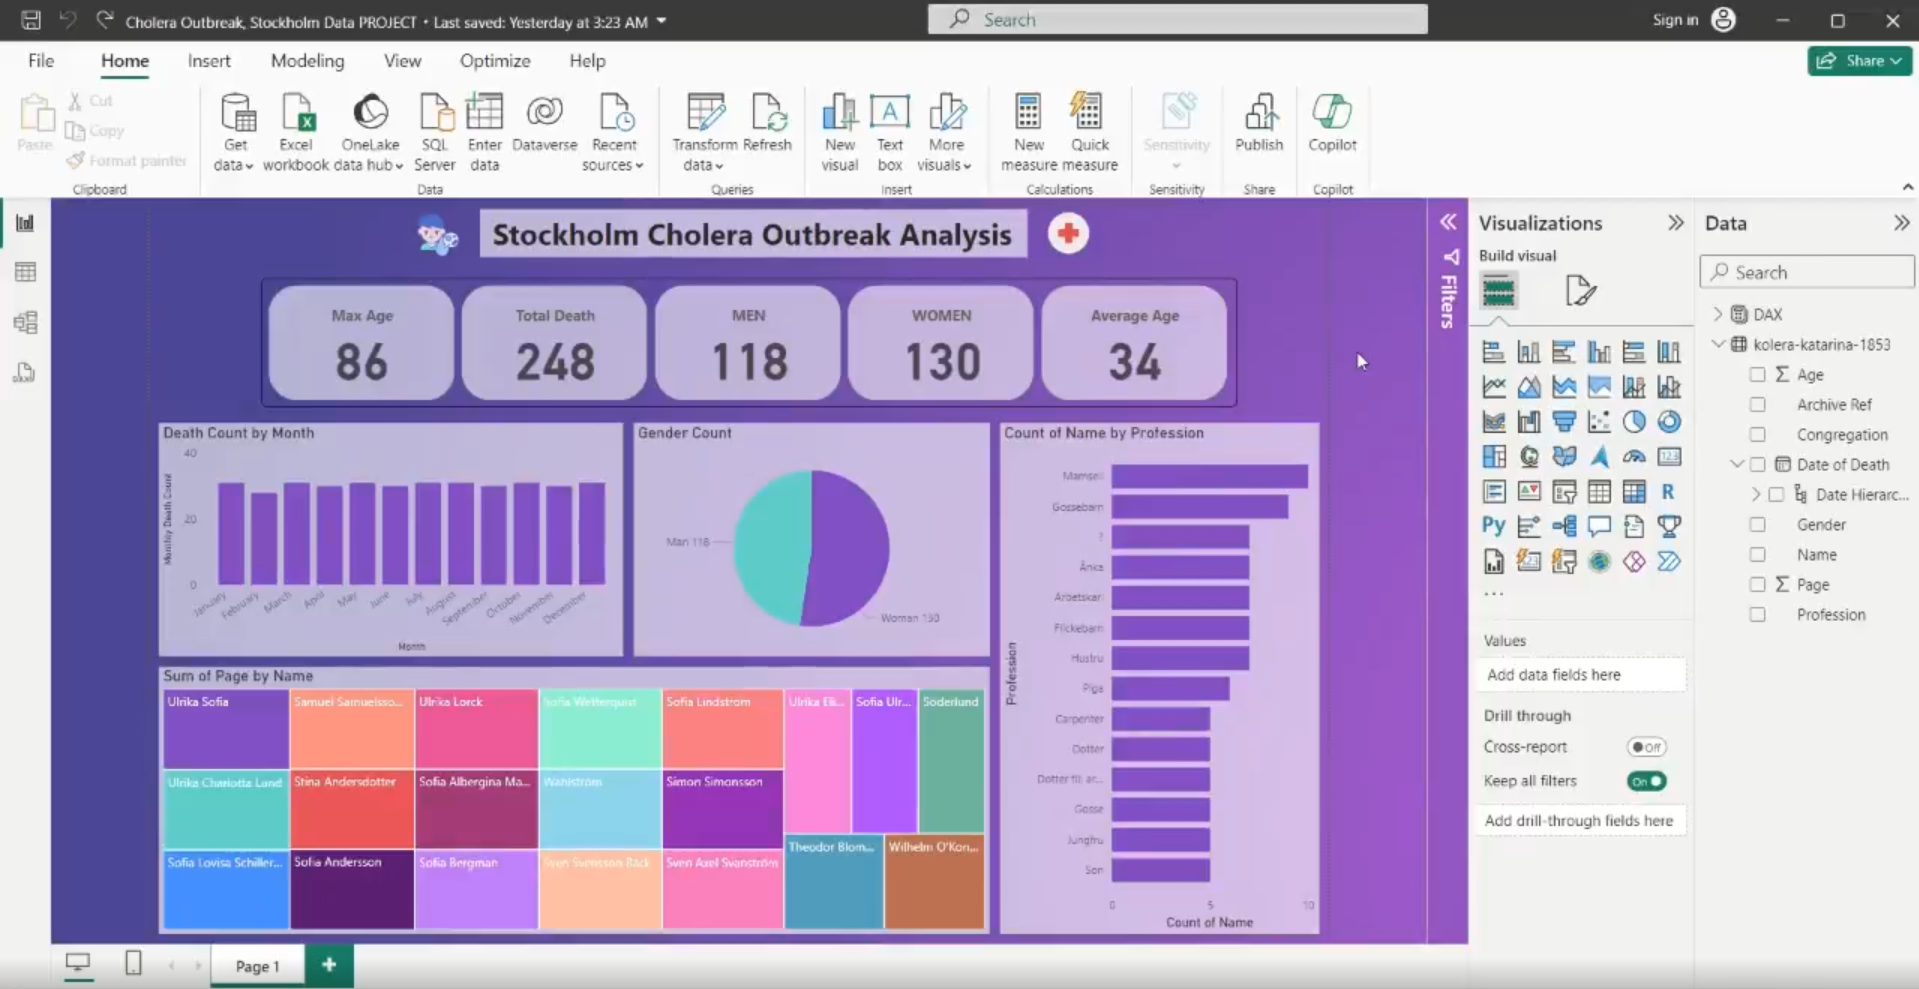 Cholera Outbreak, Stockholm Data PROJECT • Last saved: Yesterday at 3:23 AM
Search
Sign in
File
Home
Insert
Modeling
View
Optimize
Help
Share
Paste
Cut
Copy
Format painter
Clipboard
Get data
Excel workbook
OneLake data hub
SQL Server
Enter data
Dataverse
Recent sources
Data
Transform data
Refresh
Queries
New visual
Text box
More visuals
Insert
New measure
Quick measure
Calculations
Sensitivity
Sensitivity
Publish
Share
Copilot
Copilot
Stockholm Cholera Outbreak Analysis
Max Age
86
Total Death
248
MEN
118
WOMEN
130
Average Age
34
Death Count by Month
Monthly Death Count
40
20
0
January
February
March
April
May
June
July
August
September
October
November
December
Month
Gender Count
Man 118
Woman 130
Count of Name by Profession
Profession
Mamsell
Gossebarn
?
Änka
Arbetskarl
Flickebarn
Hustru
Piga
Carpenter
Dotter
Dotter till ar...
Gosse
Jungfru
Son
0
5
10
Count of Name
Sum of Page by Name
Ulrika Sofia
Samuel Samuelsso...
Ulrika Lorck
Sofia Wetterquist
Sofia Lindstrom
Ulrika Eli...
Sofia Ulr...
Soderlund
Ulrika Charlotta Lund
Stina Andersdotter
Sofia Albergina Ma...
Wahlstrom
Simon Simonsson
Sofia Lovisa Schiller...
Sofia Andersson
Sofia Bergman
Sven Svensson Back
Sven Axel Svanstrom
Theodor Blom...
Wilhelm O'Kon...
Filters
Visualizations
Build visual
123
R
Py
...
Values
Add data fields here
Drill through
Cross-report
Off
Keep all filters
On
Add drill-through fields here
Data
Search
DAX
kolera-katarina-1853
Age
Archive Ref
Congregation
Date of Death
Date Hierarc...
Gender
Name
Page
Profession
Page 1